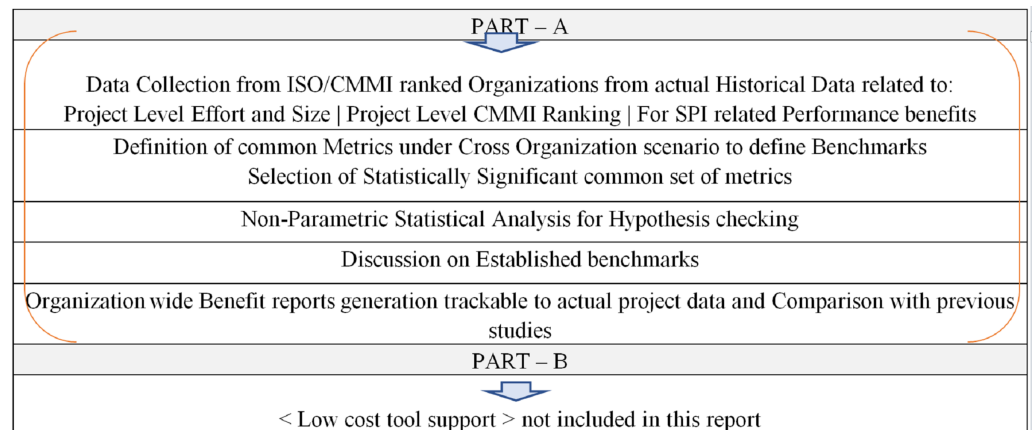 PART – A
Data Collection from ISO/CMMI ranked Organizations from actual Historical Data related to:
Project Level Effort and Size | Project Level CMMI Ranking | For SPI related Performance benefits
Definition of common Metrics under Cross Organization scenario to define Benchmarks
Selection of Statistically Significant common set of metrics
Non-Parametric Statistical Analysis for Hypothesis checking
Discussion on Established benchmarks
Organization wide Benefit reports generation trackable to actual project data and Comparison with previous
studies
PART – B
< Low cost tool support > not included in this report